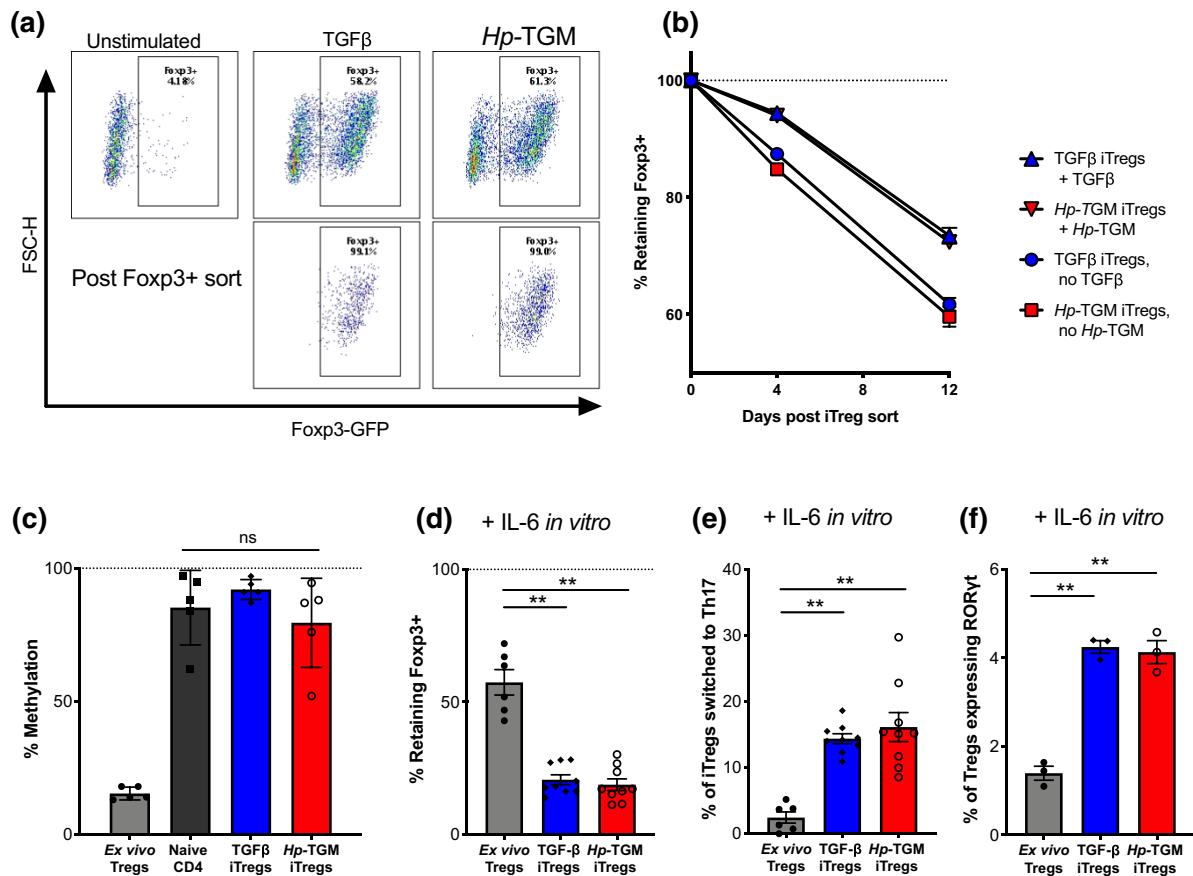 (a)
Unstimulated
TGFβ
Hp-TGM
Foxp3+
4.18%
Foxp3+
58.2%
Foxp3+
61.3%
Post Foxp3+ sort
Foxp3+
99.1%
Foxp3+
99.0%
FSC-H
Foxp3-GFP
(b)
% Retaining Foxp3+
100
80
60
0
4
8
12
Days post iTreg sort
TGFβ iTregs
+ TGFβ
Hp-TGM iTregs
+ Hp-TGM
TGFβ iTregs,
no TGFβ
Hp-TGM iTregs,
no Hp-TGM
(c)
ns
% Methylation
100
50
0
Ex vivo
Tregs
Naive
CD4
TGFβ
iTregs
Hp-TGM
iTregs
(d)
+ IL-6 in vitro
% Retaining Foxp3+
100
50
0
**
**
Ex vivo
Tregs
TGF-β
iTregs
Hp-TGM
iTregs
(e)
+ IL-6 in vitro
% of iTregs switched to Th17
40
30
20
10
0
**
**
Ex vivo
Tregs
TGF-β
iTregs
Hp-TGM
iTregs
(f)
+ IL-6 in vitro
% of Tregs expressing RORγt
6
4
2
0
**
**
Ex vivo
Tregs
TGF-β
iTregs
Hp-TGM
iTregs